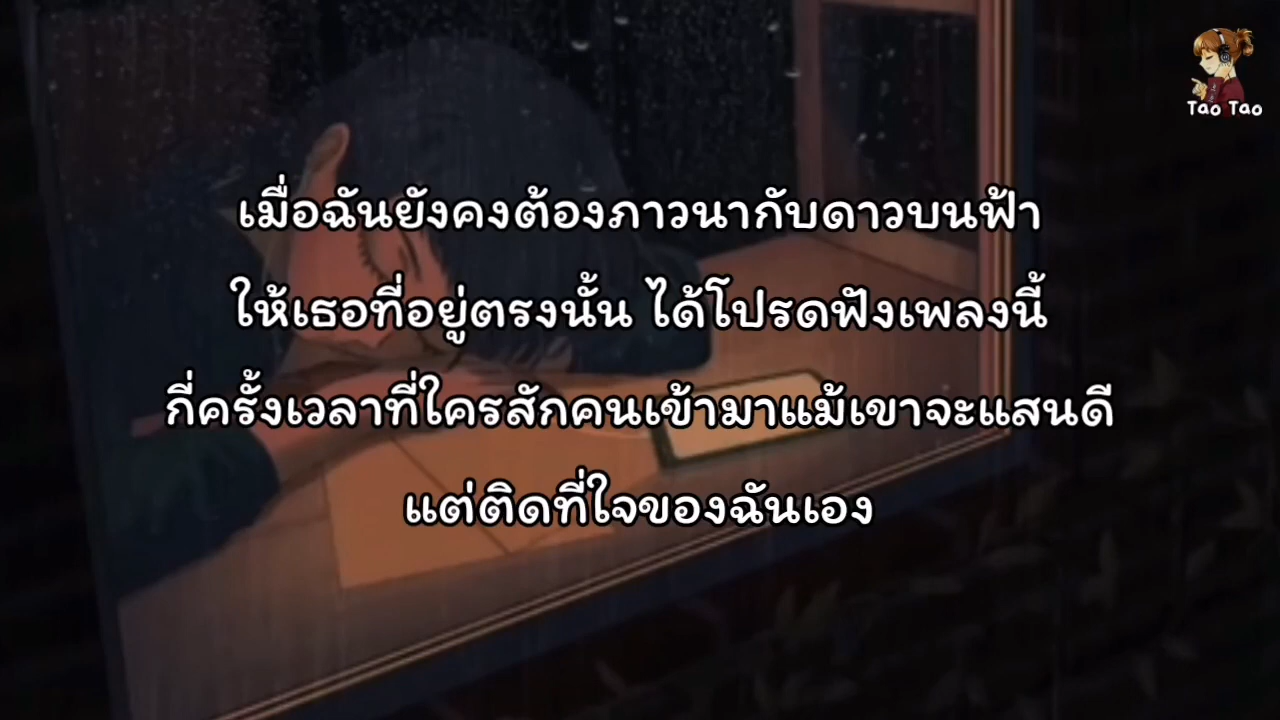 Tao Tao
เมื่อฉันยังคงต้องภาวนากับดาวบนฟ้า
ให้เธอที่อยู่ตรงนั้น ได้โปรดฟังเพลงนี้
กี่ครั้งเวลาที่ใครสักคนเข้ามาแม้เขาจะแสนดี
แต่ติดที่ใจของฉันเอง